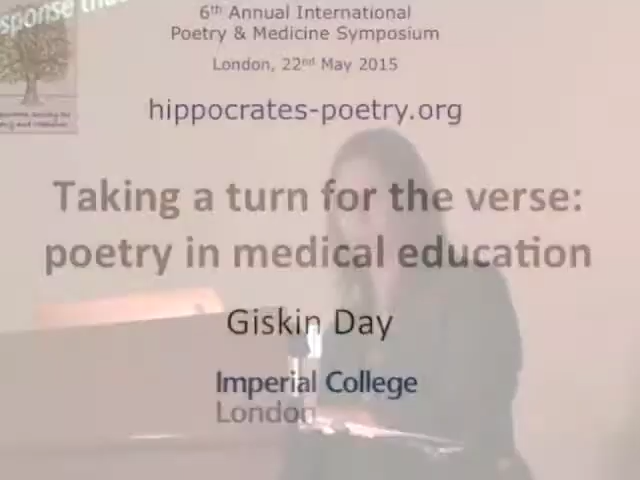 sponse
6th Annual International
Poetry & Medicine Symposium
London, 22nd May 2015
hippocrates-poetry.org
Taking a turn for the verse:
poetry in medical education
Giskin Day
Imperial College
London